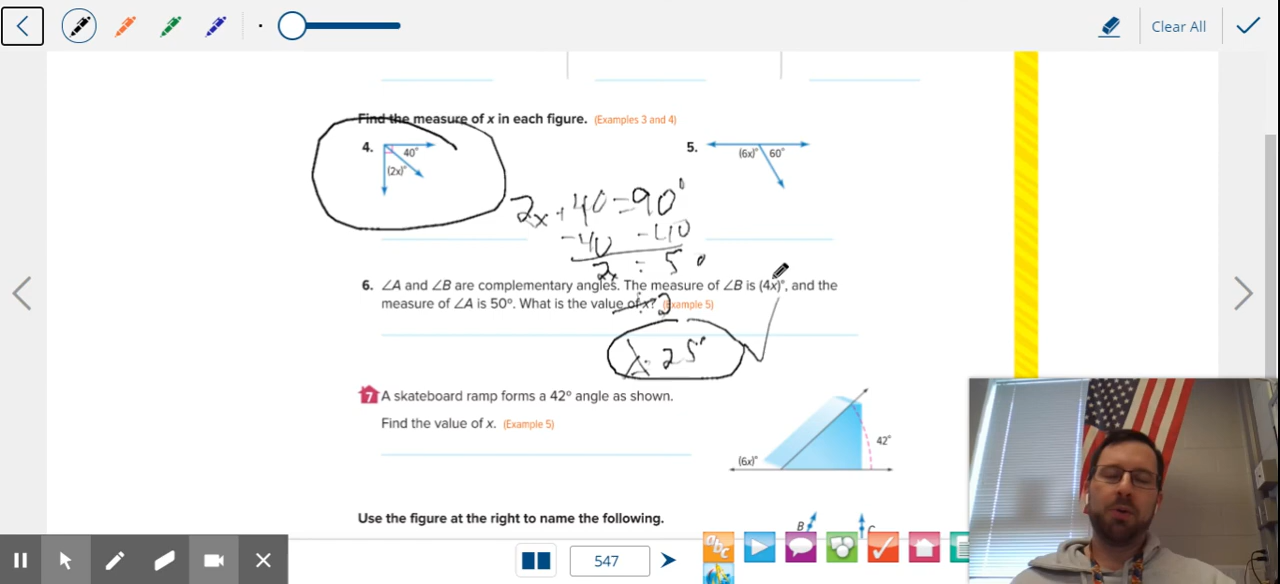 Clear All
Find the measure of x in each figure. (Examples 3 and 4)
4. 40° (2x)°
5. (6x)° 60°
2x + 40 = 90°
-40 -40
2x = 50
6. ∠A and ∠B are complementary angles. The measure of ∠B is (4x)°, and the
measure of ∠A is 50º. What is the value of x? (Example 5)
x = 25°
7 A skateboard ramp forms a 42° angle as shown.
Find the value of x. (Example 5)
42°
(6x)°
Use the figure at the right to name the following.
B C
abc
547